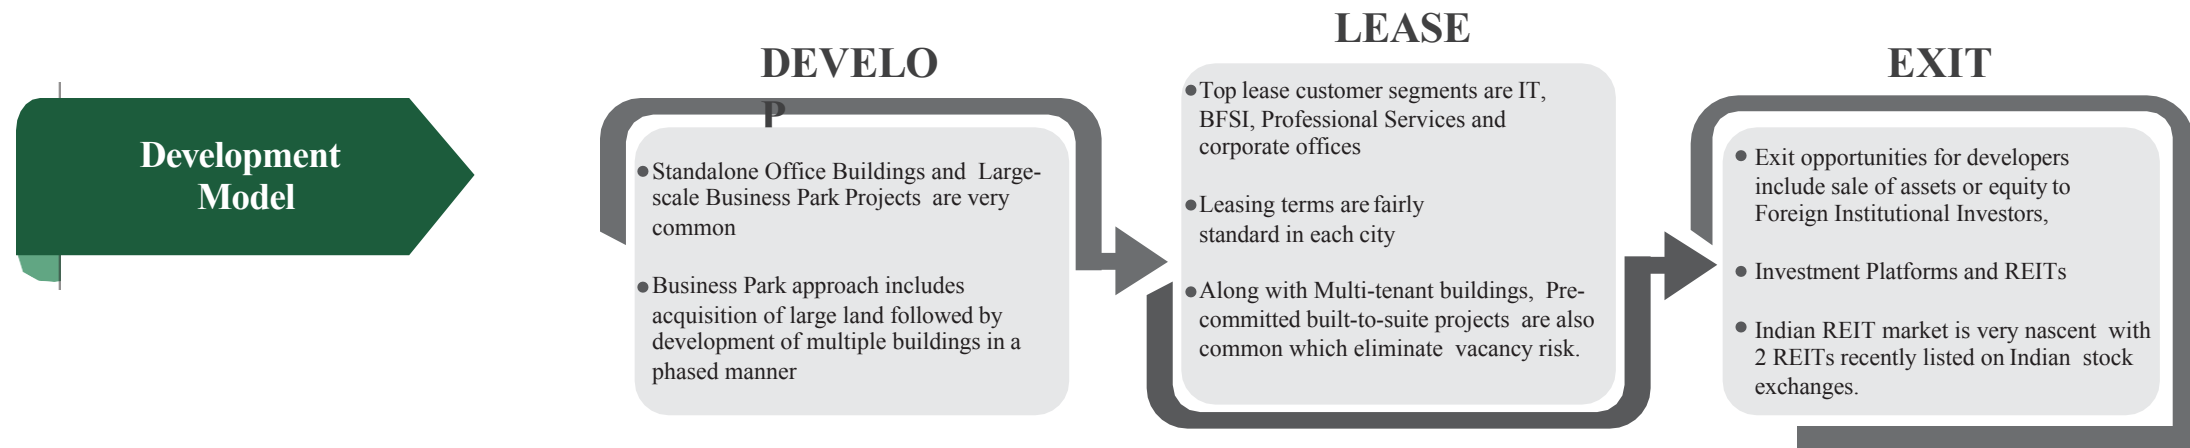 Development
Model
DEVELO
P
● Standalone Office Buildings and Large-
scale Business Park Projects are very
common
● Business Park approach includes
acquisition of large land followed by
development of multiple buildings in a
phased manner
LEASE
● Top lease customer segments are IT,
BFSI, Professional Services and
corporate offices
● Leasing terms are fairly
standard in each city
● Along with Multi-tenant buildings, Pre-
committed built-to-suite projects are also
common which eliminate vacancy risk.
EXIT
● Exit opportunities for developers
include sale of assets or equity to
Foreign Institutional Investors,
● Investment Platforms and REITs
● Indian REIT market is very nascent with
2 REITs recently listed on Indian stock
exchanges.